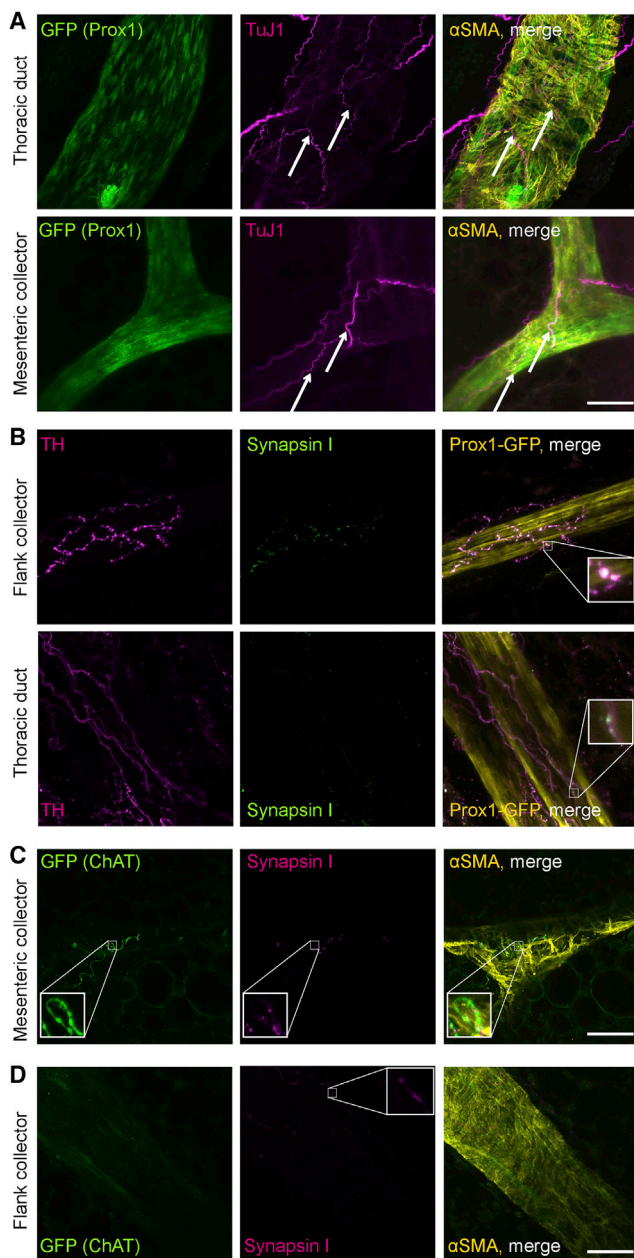 A
GFP (Prox1)
TuJ1
αSMA, merge
Thoracic duct
GFP (Prox1)
TuJ1
αSMA, merge
Mesenteric collector
B
TH
Synapsin I
Prox1-GFP, merge
Flank collector
Thoracic duct
TH
Synapsin I
Prox1-GFP, merge
C
GFP (ChAT)
Synapsin I
αSMA, merge
Mesenteric collector
D
Flank collector
GFP (ChAT)
Synapsin I
αSMA, merge